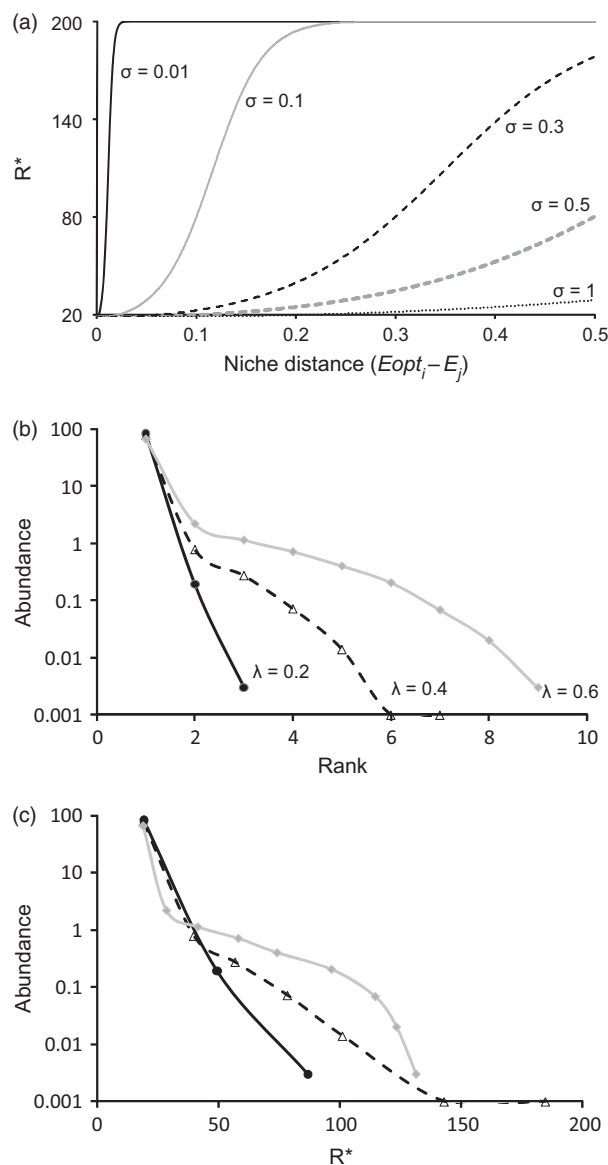 (a)
200
140
80
20
R*
σ = 0.01
σ = 0.1
σ = 0.3
σ = 0.5
σ = 1
0 0.1 0.2 0.3 0.4 0.5
Niche distance (Eopt_i – E_j)
(b)
100
10
1
0.1
0.01
0.001
Abundance
λ = 0.2
λ = 0.4
λ = 0.6
0 2 4 6 8 10
Rank
(c)
100
10
1
0.1
0.01
0.001
Abundance
0 50 100 150 200
R*